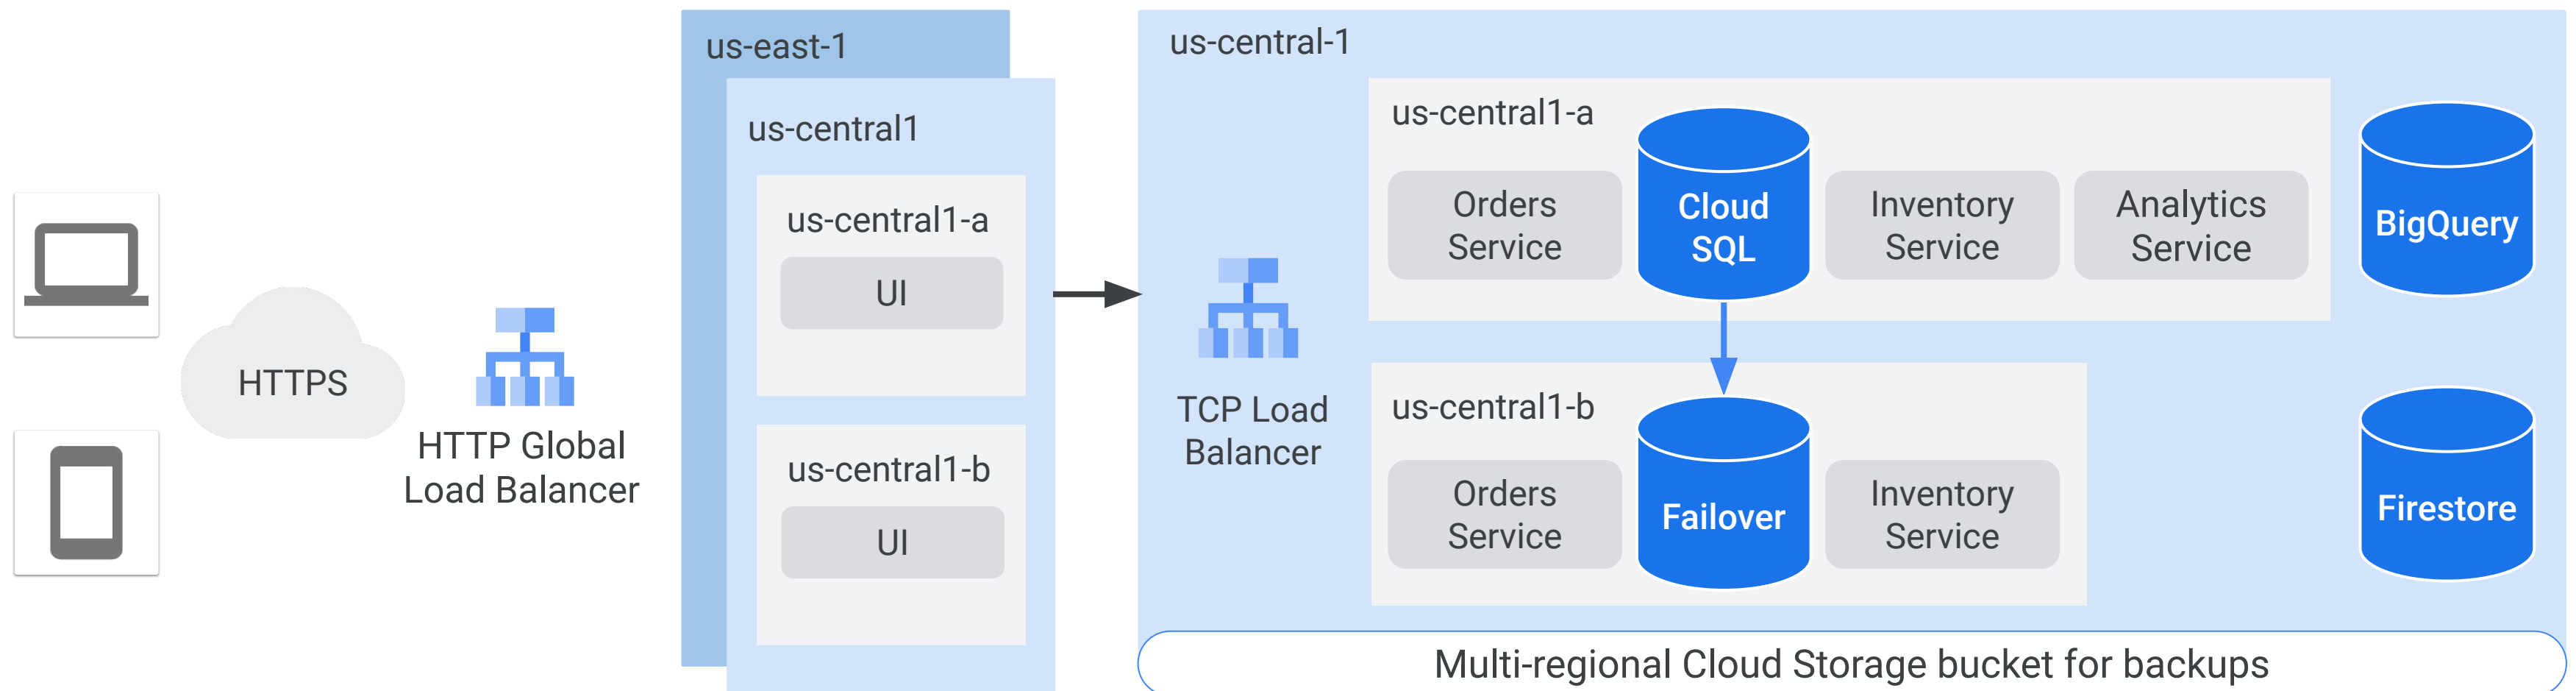 HTTPS
HTTP Global
Load Balancer
us-east-1
us-central1
us-central1-a
UI
us-central1-b
UI
us-central-1
TCP Load
Balancer
us-central1-a
Orders
Service
Cloud
SQL
Inventory
Service
Analytics
Service
us-central1-b
Orders
Service
Failover
Inventory
Service
BigQuery
Firestore
Multi-regional Cloud Storage bucket for backups